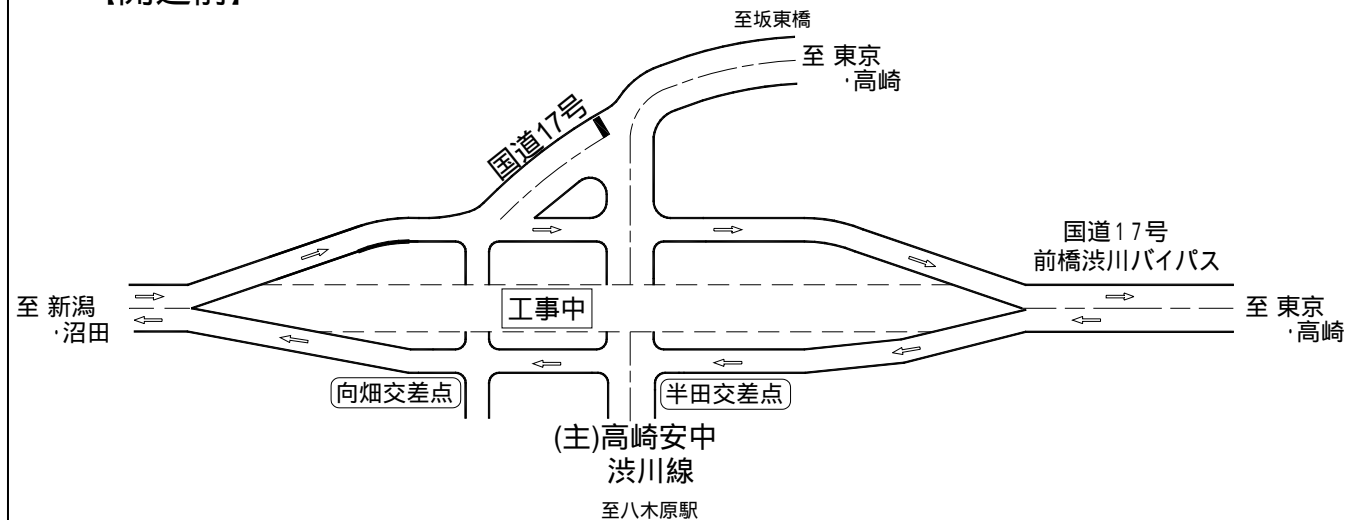 【開通前】
至坂東橋
至 東京
・高崎
国道17号
国道17号
前橋渋川バイパス
至 新潟
・沼田
工事中
至 東京
・高崎
向畑交差点
半田交差点
(主)高崎安中
渋川線
至八木原駅